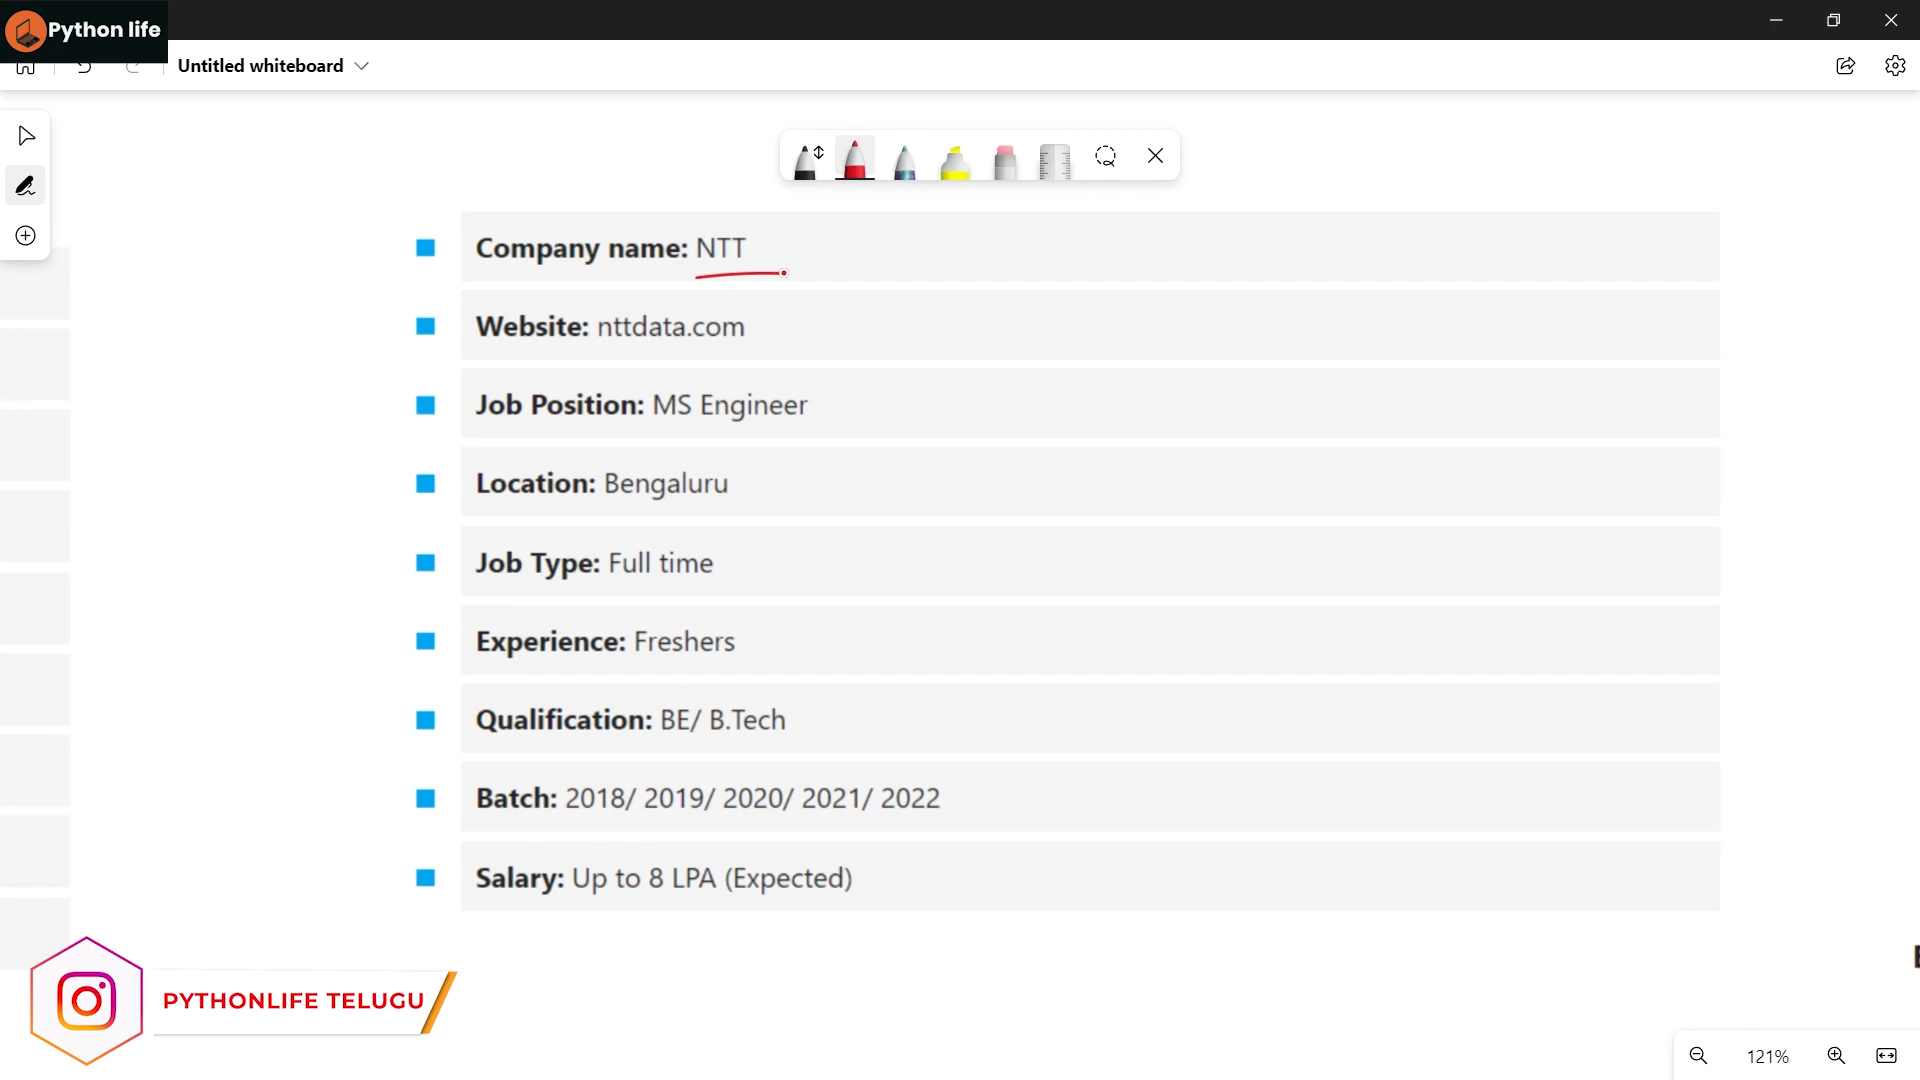 Python life
Untitled whiteboard
Company name: NTT
Website: nttdata.com
Job Position: MS Engineer
Location: Bengaluru
Job Type: Full time
Experience: Freshers
Qualification: BE/ B.Tech
Batch: 2018/ 2019/ 2020/ 2021/ 2022
Salary: Up to 8 LPA (Expected)
PYTHONLIFE TELUGU
121%